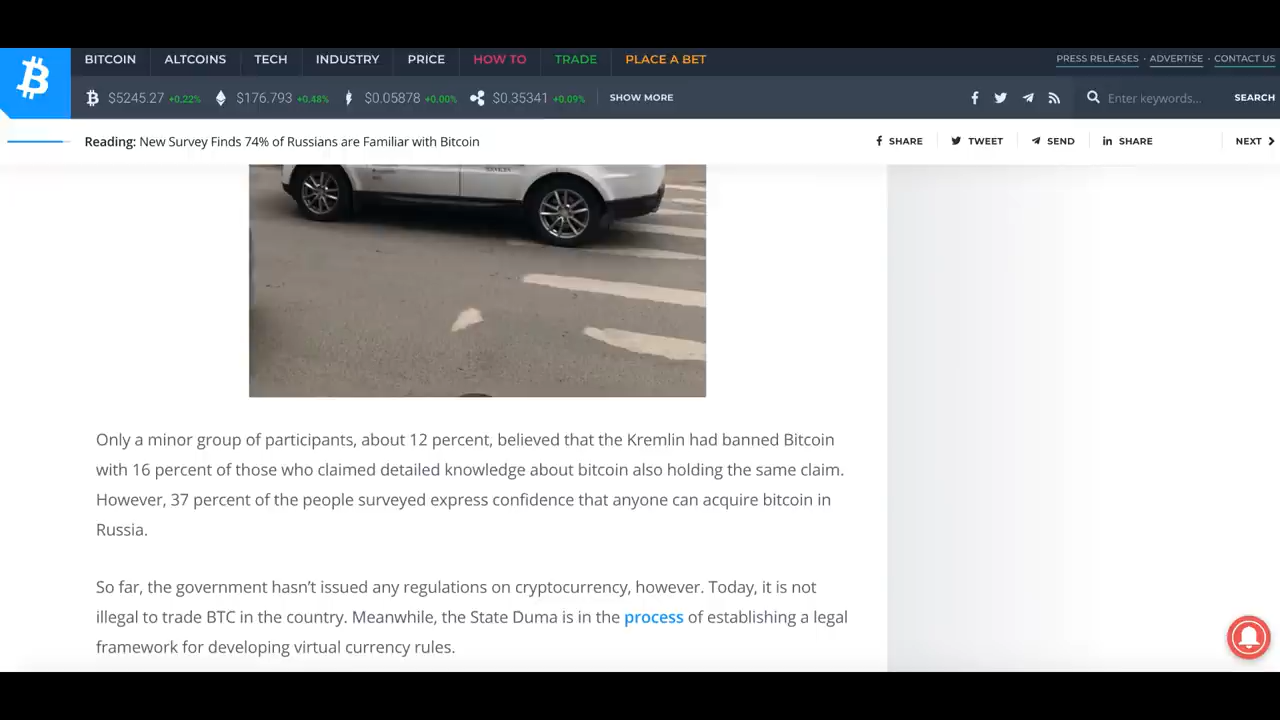 BITCOIN ALTCOINS TECH INDUSTRY PRICE HOW TO TRADE PLACE A BET PRESS RELEASES · ADVERTISE · CONTACT US
$5245.27 +0.22% $176.793 +0.48% $0.05878 +0.00% $0.35341 +0.09% SHOW MORE Enter keywords... SEARCH
Reading: New Survey Finds 74% of Russians are Familiar with Bitcoin SHARE TWEET SEND SHARE NEXT
Only a minor group of participants, about 12 percent, believed that the Kremlin had banned Bitcoin
with 16 percent of those who claimed detailed knowledge about bitcoin also holding the same claim.
However, 37 percent of the people surveyed express confidence that anyone can acquire bitcoin in
Russia.
So far, the government hasn’t issued any regulations on cryptocurrency, however. Today, it is not
illegal to trade BTC in the country. Meanwhile, the State Duma is in the process of establishing a legal
framework for developing virtual currency rules.